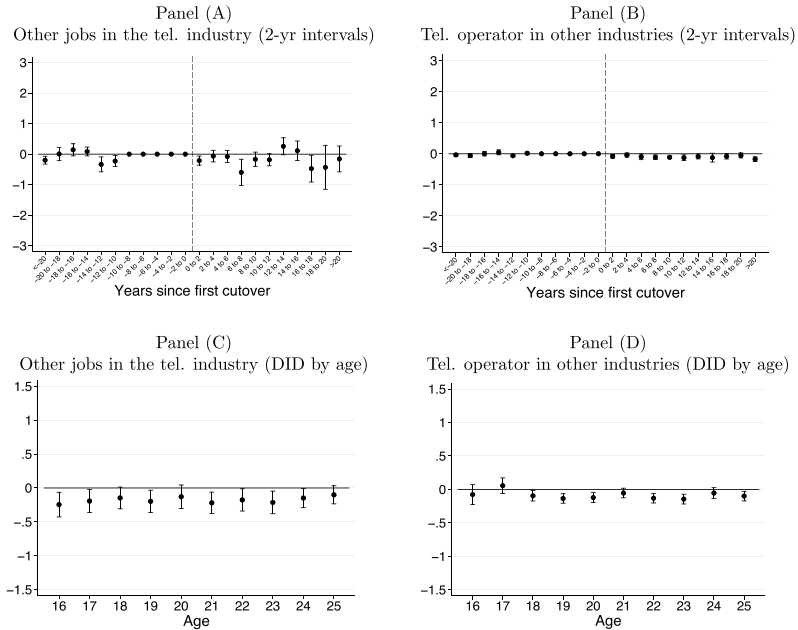 Panel (A)
Other jobs in the tel. industry (2-yr intervals)
3
2
1
0
−1
−2
−3
<-20
−20 to −18
−18 to −16
−16 to −14
−14 to −12
−12 to −10
−10 to −8
−8 to −6
−6 to −4
−4 to −2
−2 to 0
0 to 2
2 to 4
4 to 6
6 to 8
8 to 10
10 to 12
12 to 14
14 to 16
16 to 18
18 to 20
>20
Years since first cutover
Panel (B)
Tel. operator in other industries (2-yr intervals)
3
2
1
0
−1
−2
−3
<-20
−20 to −18
−18 to −16
−16 to −14
−14 to −12
−12 to −10
−10 to −8
−8 to −6
−6 to −4
−4 to −2
−2 to 0
0 to 2
2 to 4
4 to 6
6 to 8
8 to 10
10 to 12
12 to 14
14 to 16
16 to 18
18 to 20
>20
Years since first cutover
Panel (C)
Other jobs in the tel. industry (DID by age)
1.5
1
.5
0
−.5
−1
−1.5
16 17 18 19 20 21 22 23 24 25
Age
Panel (D)
Tel. operator in other industries (DID by age)
1.5
1
.5
0
−.5
−1
−1.5
16 17 18 19 20 21 22 23 24 25
Age